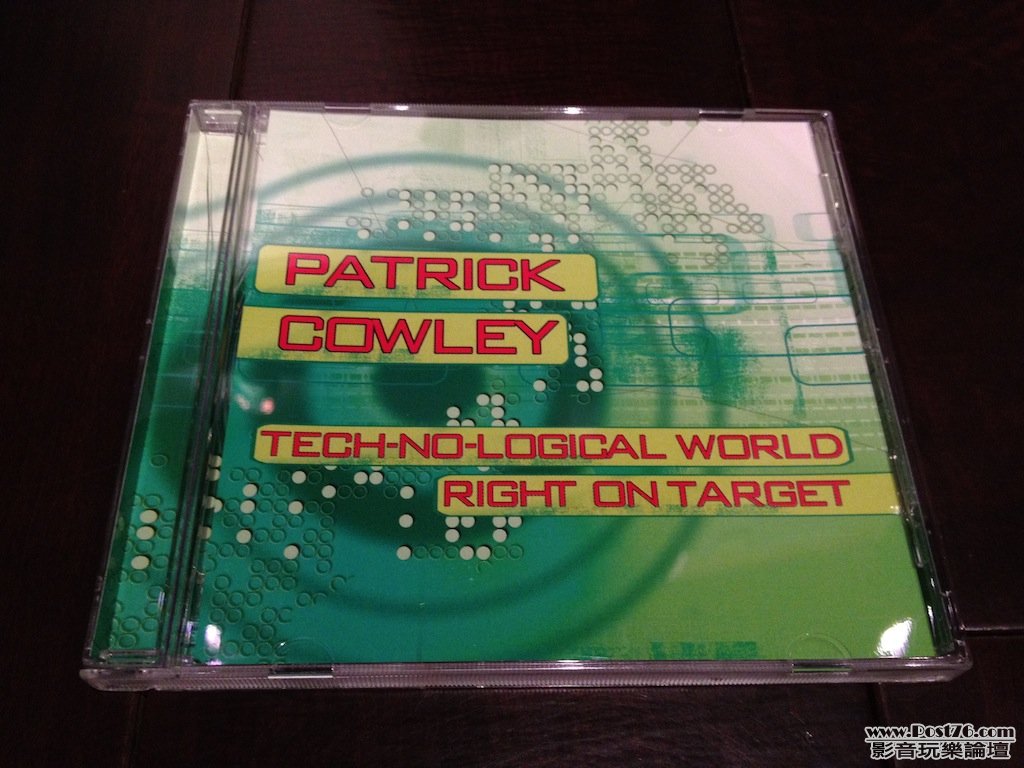 PATRICK
COWLEY
TECH-NO-LOGICAL WORLD
RIGHT ON TARGET
www.Post76.com
影音玩樂論壇